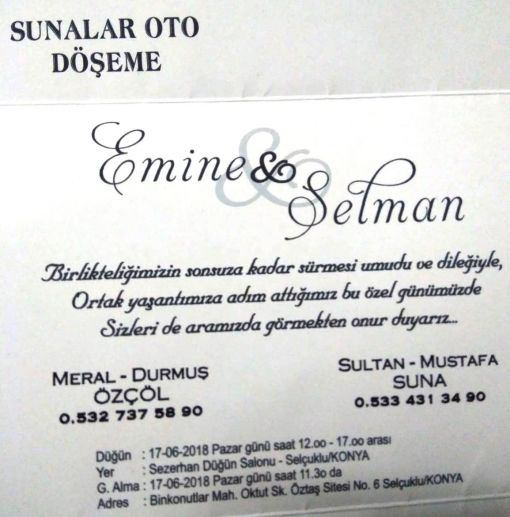 SUNALAR OTO
DÖŞEME
Emine & Selman
Birlikteliğimizin sonsuza kadar sürmesi umudu ve dileğiyle,
Ortak yaşantımıza adım attığımız bu özel günümüzde
Sizleri de aramızda görmekten onur duyarız...
MERAL - DURMUŞ
ÖZÇÖL
0.532 737 58 90
SULTAN - MUSTAFA
SUNA
0.533 431 34 90
Düğün : 17-06-2018 Pazar günü saat 12.oo - 17.oo arası
Yer : Sezerhan Düğün Salonu - Selçuklu/KONYA
G. Alma : 17-06-2018 Pazar günü saat 11.3o da
Adres : Binkonutlar Mah. Oktut Sk. Öztaş Sitesi No. 6 Selçuklu/KONYA